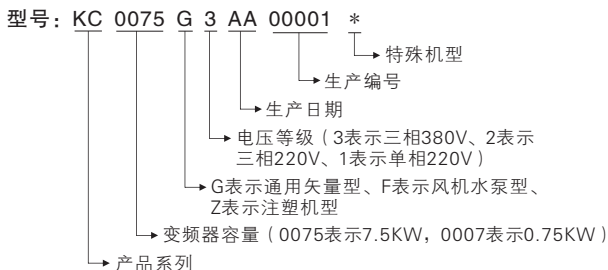 型号：KC 0075 G 3 AA 00001 *
特殊机型
生产编号
生产日期
电压等级（3表示三相380V、2表示
三相220V、1表示单相220V）
G表示通用矢量型、F表示风机水泵型、
Z表示注塑机型
变频器容量（0075表示7.5KW，0007表示0.75KW）
产品系列